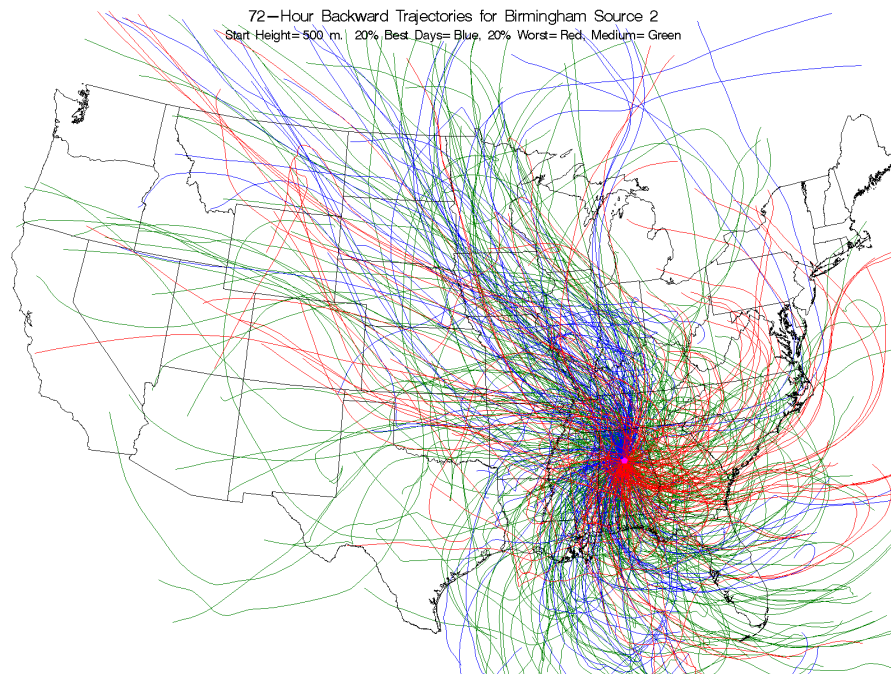 72-Hour Backward Trajectories for Birmingham Source 2
Start Height= 500 m.  20% Best Days= Blue, 20% Worst= Red, Medium= Green